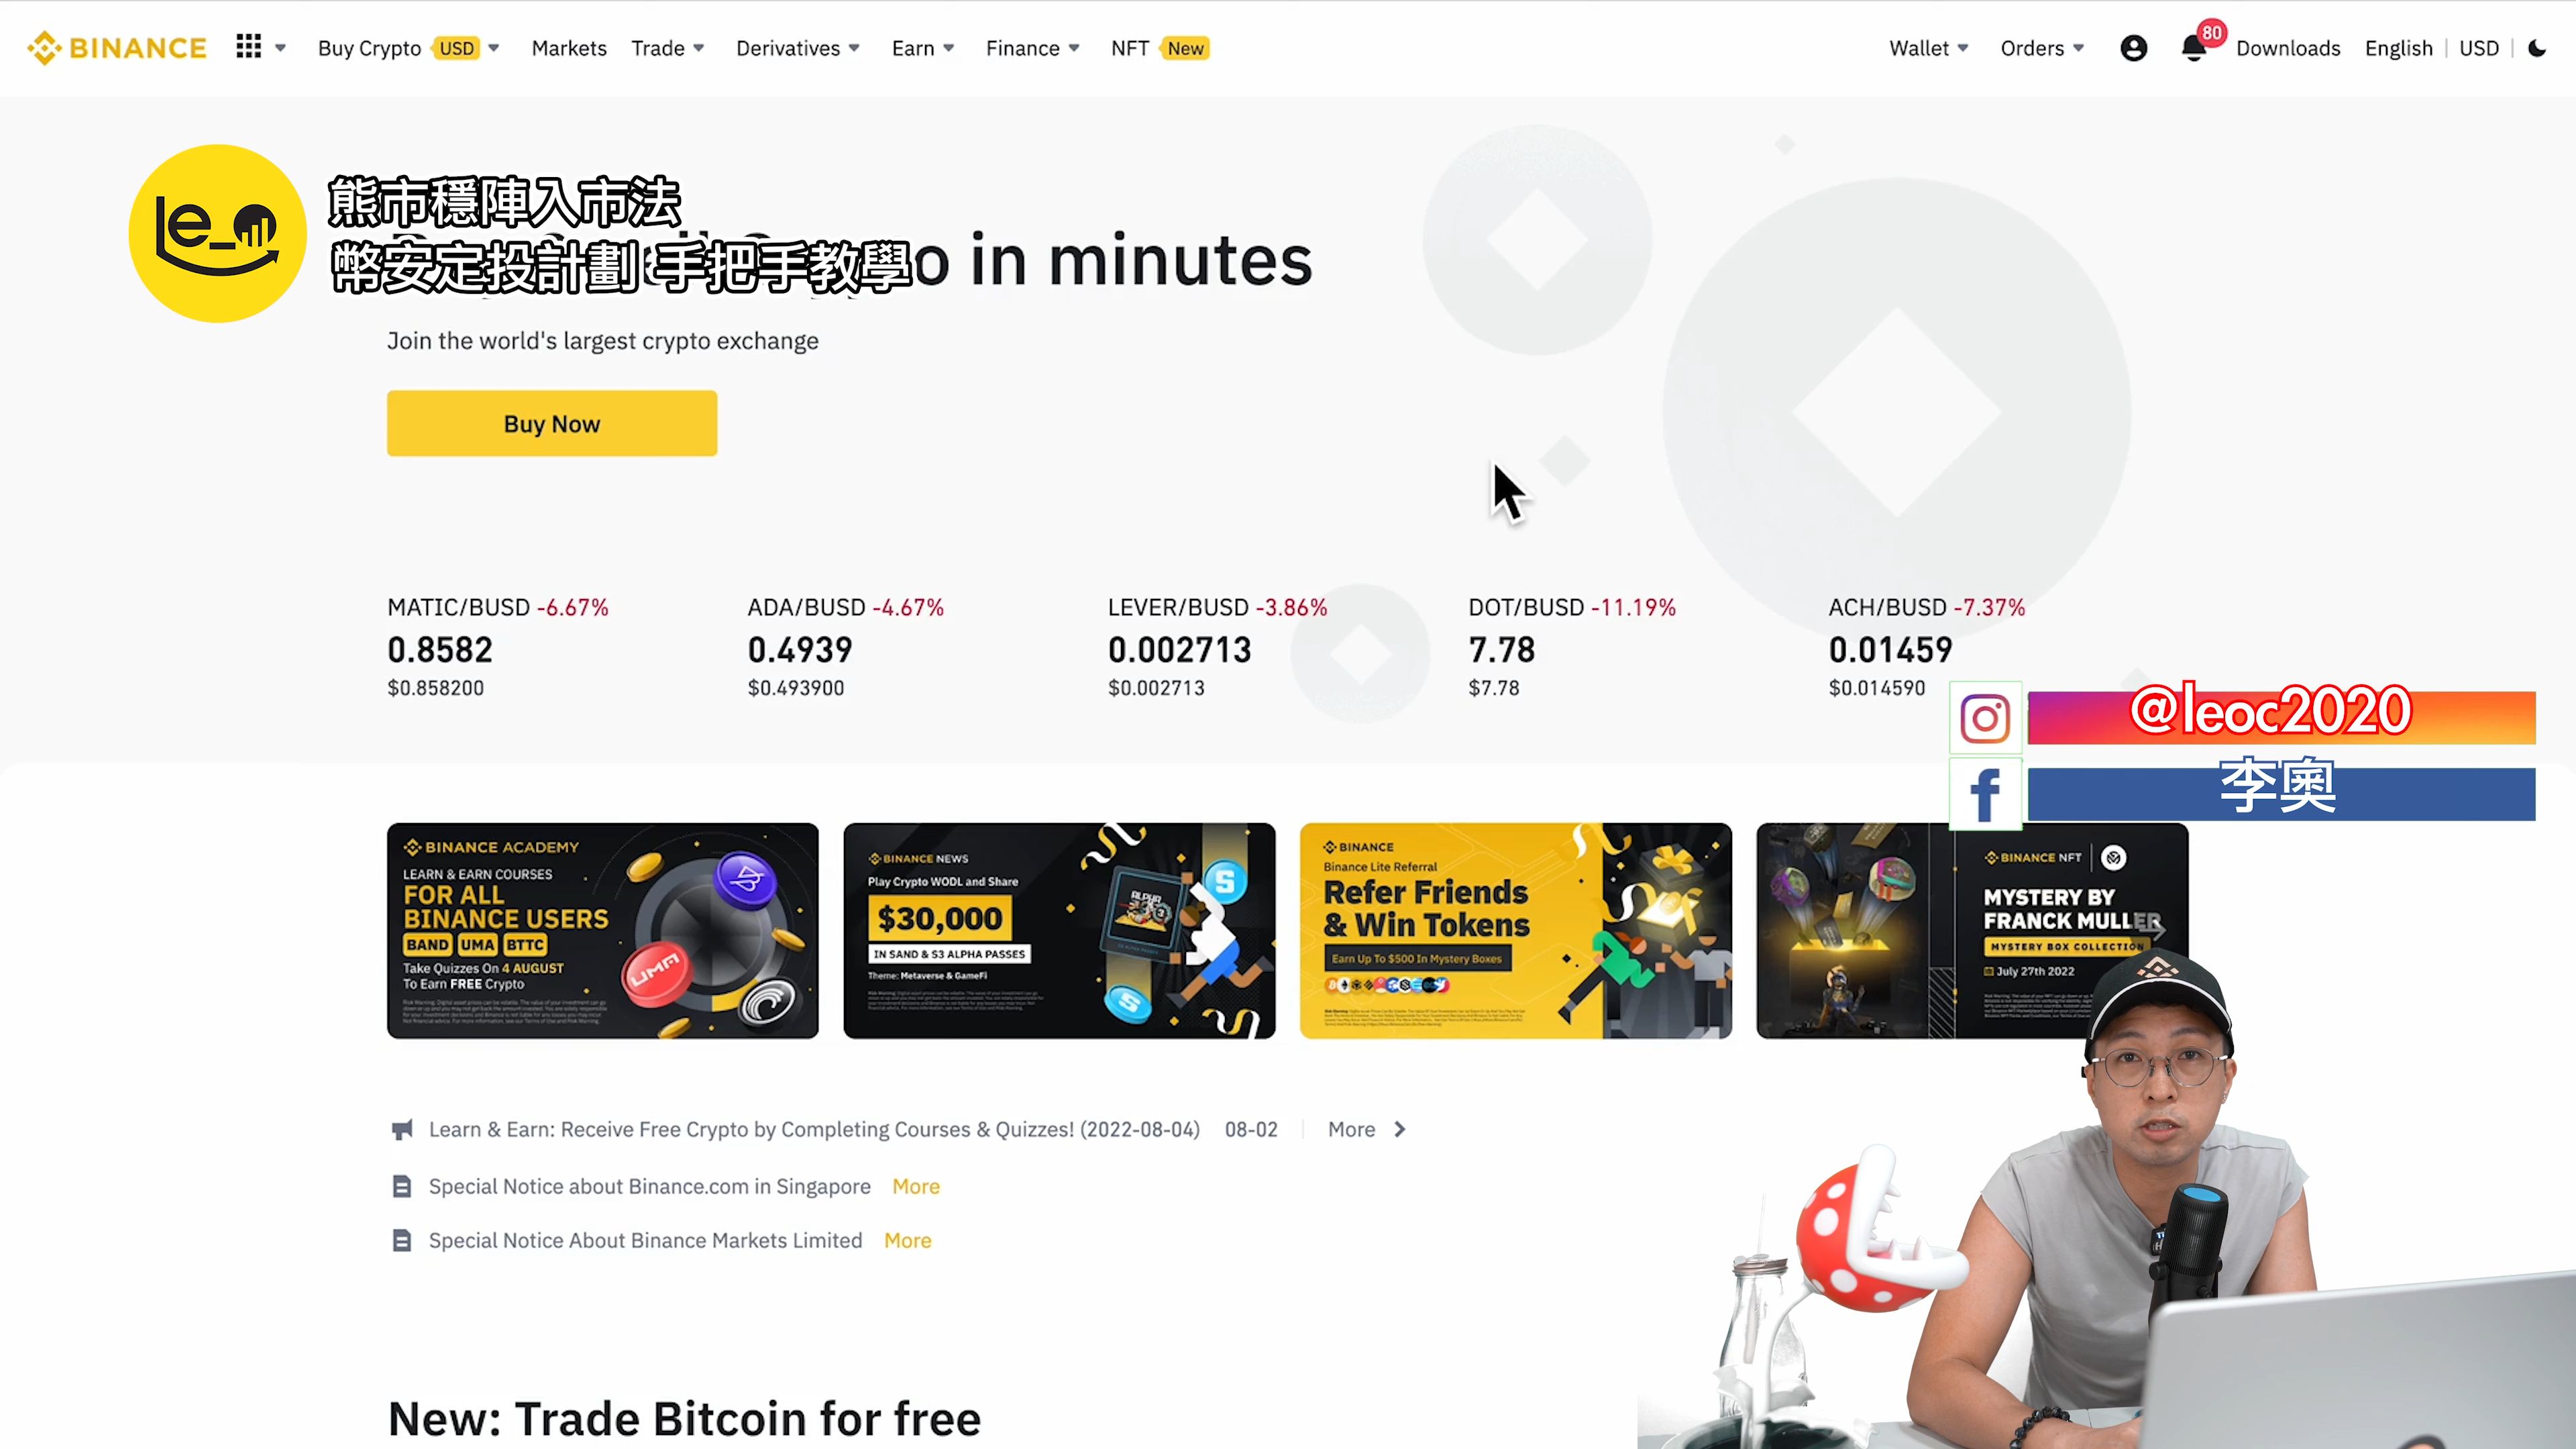 BINANCE
Buy Crypto USD
Markets
Trade
Derivatives
Earn
Finance
NFT New
Wallet
Orders
80
Downloads
English
USD
le_
熊市穩陣入市法
幣安定投計劃 手把手教學
o in minutes
Join the world's largest crypto exchange
Buy Now
MATIC/BUSD -6.67%
0.8582
$0.858200
ADA/BUSD -4.67%
0.4939
$0.493900
LEVER/BUSD -3.86%
0.002713
$0.002713
DOT/BUSD -11.19%
7.78
$7.78
ACH/BUSD -7.37%
0.01459
$0.014590
@leoc2020
李奧
BINANCE ACADEMY
LEARN & EARN COURSES
FOR ALL
BINANCE USERS
BAND UMA BTTC
Take Quizzes On 4 AUGUST
To Earn FREE Crypto
UMA
BINANCE NEWS
Play Crypto WODL and Share
$30,000
IN SAND & S3 ALPHA PASSES
Theme: Metaverse & GameFi
ALPHA
BINANCE
Binance Lite Referral
Refer Friends
& Win Tokens
Earn Up To $500 In Mystery Boxes
BINANCE NFT
MYSTERY BY
FRANCK MULLER
MYSTERY BOX COLLECTION
July 27th 2022
Learn & Earn: Receive Free Crypto by Completing Courses & Quizzes! (2022-08-04) 08-02 More
Special Notice about Binance.com in Singapore More
Special Notice About Binance Markets Limited More
New: Trade Bitcoin for free